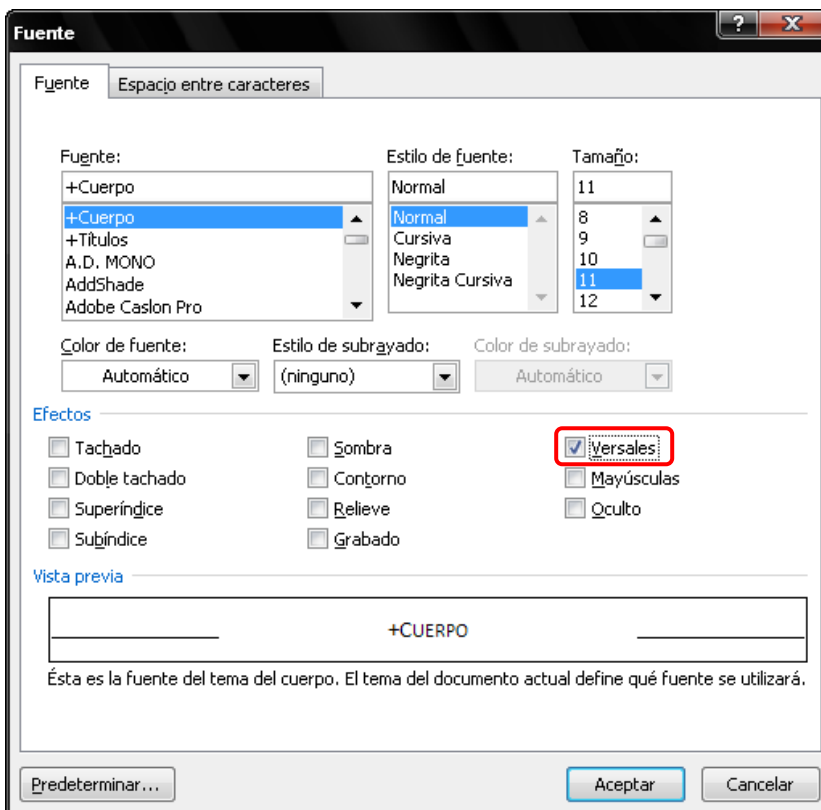 Fuente
?
X
Fuente
Espacio entre caracteres
Fuente:
Estilo de fuente:
Tamaño:
+Cuerpo
Normal
11
+Cuerpo
+Títulos
A.D. MONO
AddShade
Adobe Caslon Pro
Normal
Cursiva
Negrita
Negrita Cursiva
8
9
10
11
12
Color de fuente:
Estilo de subrayado:
Color de subrayado:
Automático
(ninguno)
Automático
Efectos
Tachado
Sombra
Versales
Doble tachado
Contorno
Mayúsculas
Superíndice
Relieve
Oculto
Subíndice
Grabado
Vista previa
+CUERPO
Ésta es la fuente del tema del cuerpo. El tema del documento actual define qué fuente se utilizará.
Predeterminar...
Aceptar
Cancelar